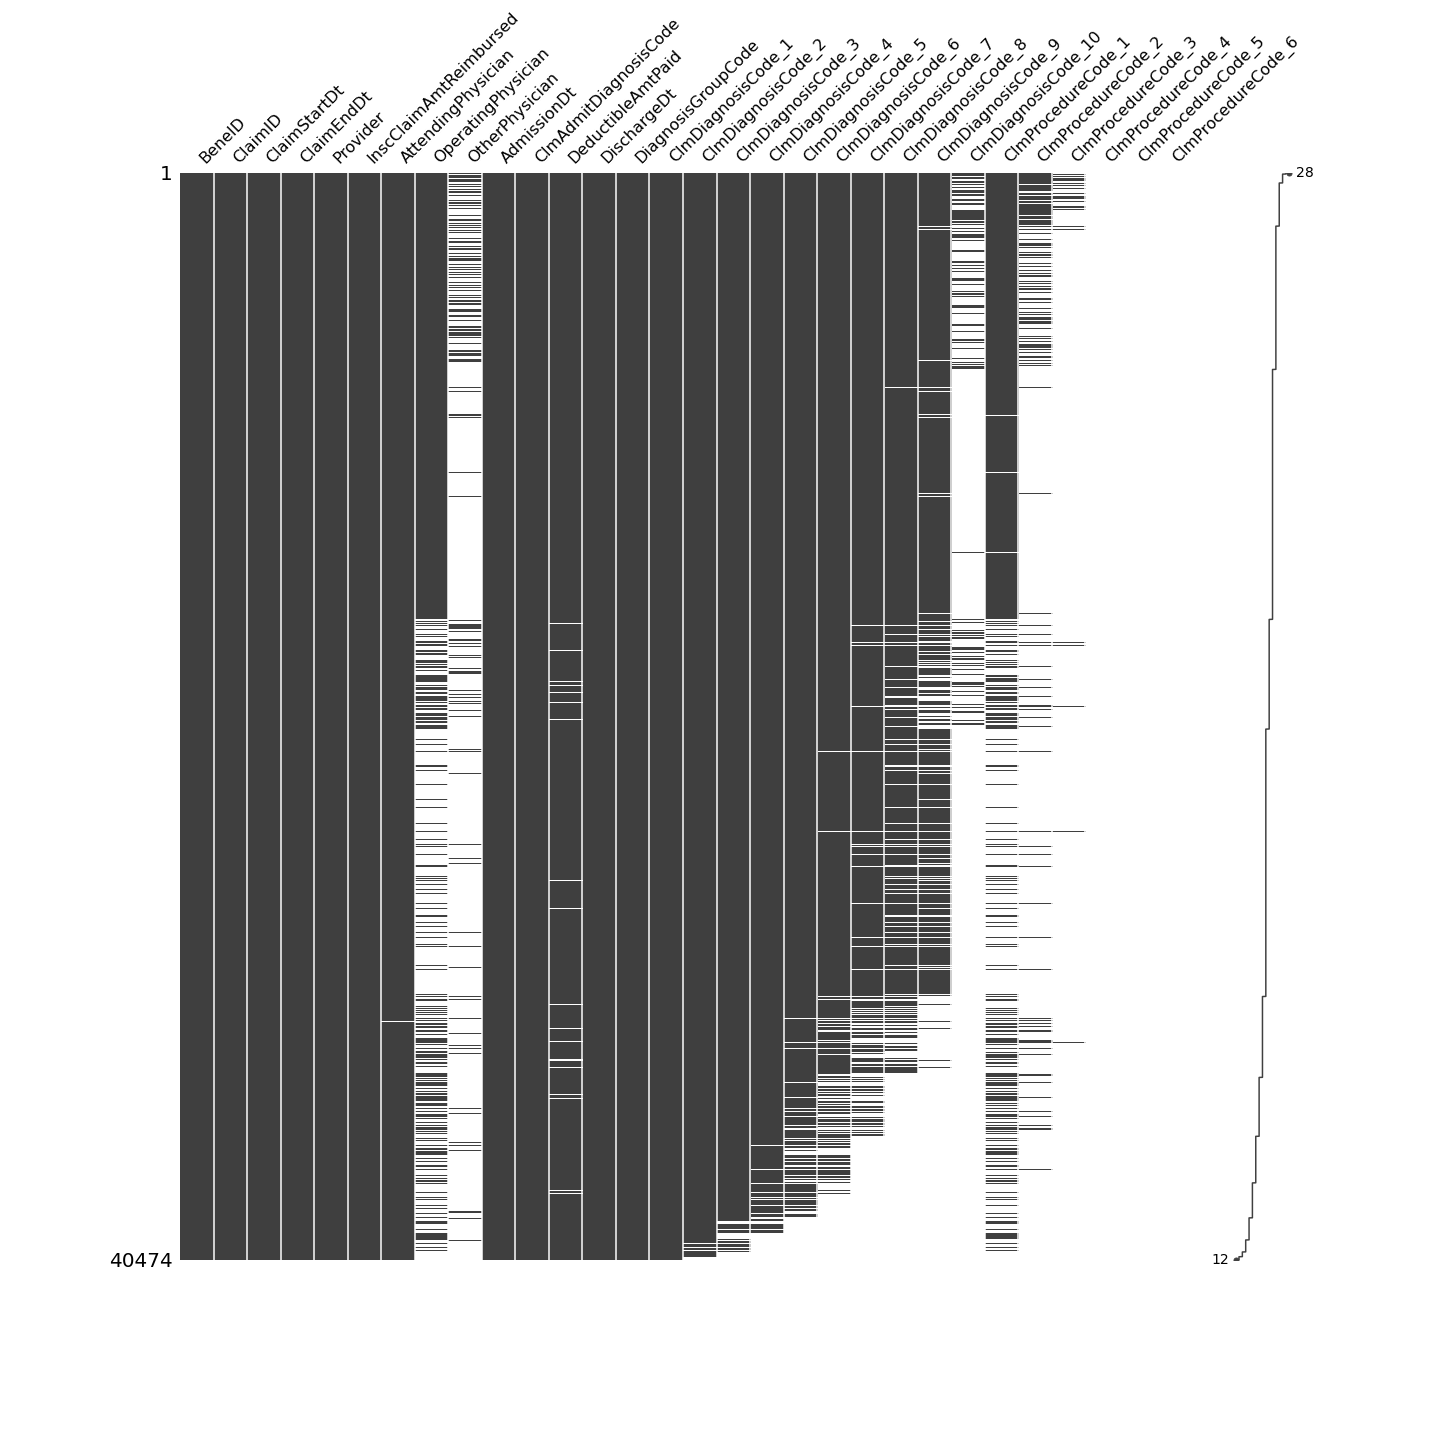 BeneID
ClaimID
ClaimStartDt
ClaimEndDt
Provider
InscClaimAmtReimbursed
AttendingPhysician
OperatingPhysician
OtherPhysician
AdmissionDt
ClmAdmitDiagnosisCode
DeductibleAmtPaid
DischargeDt
DiagnosisGroupCode
ClmDiagnosisCode_1
ClmDiagnosisCode_2
ClmDiagnosisCode_3
ClmDiagnosisCode_4
ClmDiagnosisCode_5
ClmDiagnosisCode_6
ClmDiagnosisCode_7
ClmDiagnosisCode_8
ClmDiagnosisCode_9
ClmDiagnosisCode_10
ClmProcedureCode_1
ClmProcedureCode_2
ClmProcedureCode_3
ClmProcedureCode_4
ClmProcedureCode_5
ClmProcedureCode_6
1
28
40474
12